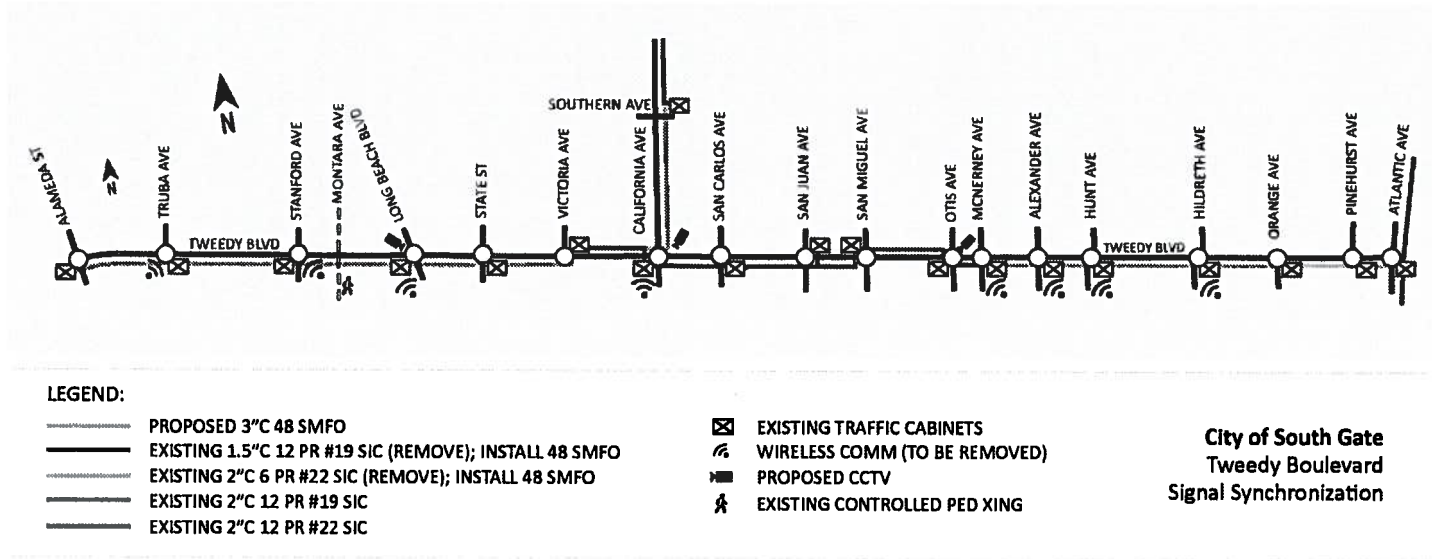 SOUTHERN AVE
N
N
ALAMEDA ST
TRUBA AVE
STANFORD AVE
MONTARA AVE
LONG BEACH BLVD
STATE ST
VICTORIA AVE
CALIFORNIA AVE
SAN CARLOS AVE
SAN JUAN AVE
SAN MIGUEL AVE
OTIS AVE
MCNERNEY AVE
ALEXANDER AVE
HUNT AVE
HILDRETH AVE
ORANGE AVE
PINEHURST AVE
ATLANTIC AVE
TWEEDY BLVD
TWEEDY BLVD
LEGEND:
PROPOSED 3"C 48 SMFO
EXISTING 1.5"C 12 PR #19 SIC (REMOVE); INSTALL 48 SMFO
EXISTING 2"C 6 PR #22 SIC (REMOVE); INSTALL 48 SMFO
EXISTING 2"C 12 PR #19 SIC
EXISTING 2"C 12 PR #22 SIC
EXISTING TRAFFIC CABINETS
WIRELESS COMM (TO BE REMOVED)
PROPOSED CCTV
EXISTING CONTROLLED PED XING
City of South Gate
Tweedy Boulevard
Signal Synchronization